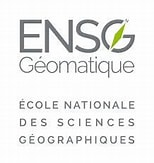 ENSG
Géomatique
ÉCOLE NATIONALE
DES SCIENCES
GÉOGRAPHIQUES